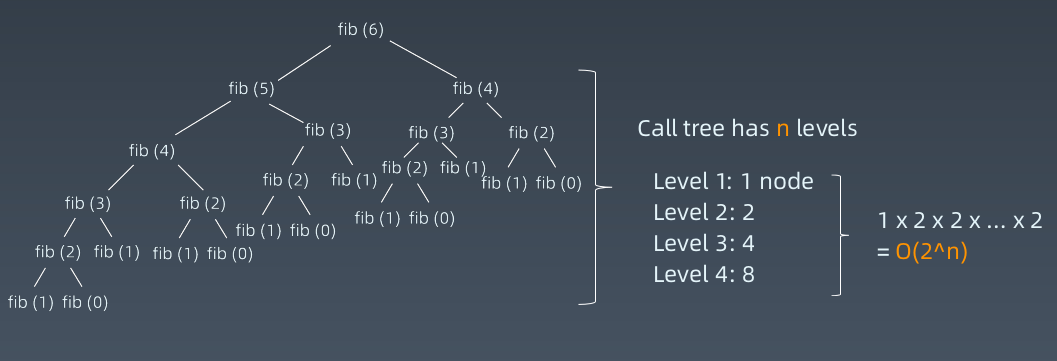 fib (6)
fib (5) fib (4)
fib (4) fib (3) fib (3) fib (2)
fib (3) fib (2) fib (2) fib (1) fib (2) fib (1) fib (1) fib (0)
fib (2) fib (1) fib (1) fib (0) fib (1) fib (0) fib (1) fib (0)
fib (1) fib (0)
Call tree has n levels
Level 1: 1 node
Level 2: 2
Level 3: 4
Level 4: 8
1 x 2 x 2 x ... x 2
= O(2^n)